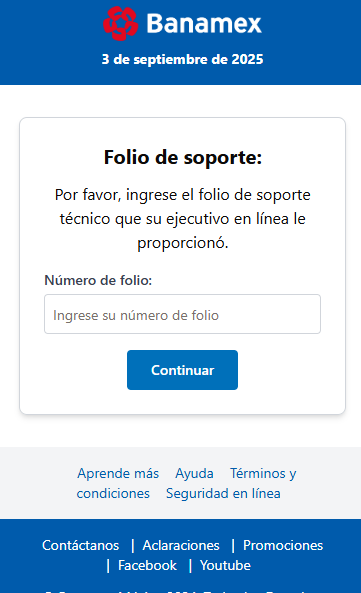 Banamex
3 de septiembre de 2025
Folio de soporte:
Por favor, ingrese el folio de soporte
técnico que su ejecutivo en línea le
proporcionó.
Número de folio:
Ingrese su número de folio
Continuar
Aprende más Ayuda Términos y
condiciones Seguridad en línea
Contáctanos | Aclaraciones | Promociones
| Facebook | Youtube